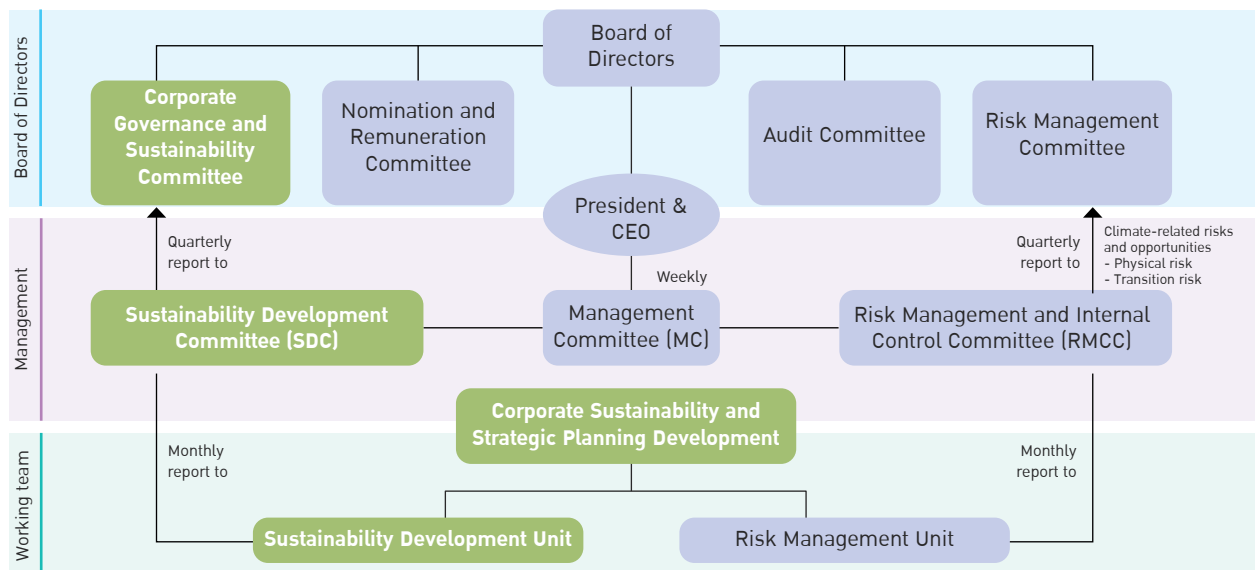 Board of Directors
Board of
Directors
Corporate
Governance and
Sustainability
Committee
Nomination and
Remuneration
Committee
Audit Committee
Risk Management
Committee
President &
CEO
Management
Quarterly
report to
Weekly
Quarterly
report to
Climate-related risks
and opportunities
- Physical risk
- Transition risk
Sustainability Development
Committee (SDC)
Management
Committee (MC)
Risk Management and Internal
Control Committee (RMCC)
Corporate Sustainability and
Strategic Planning Development
Working team
Monthly
report to
Monthly
report to
Sustainability Development Unit
Risk Management Unit